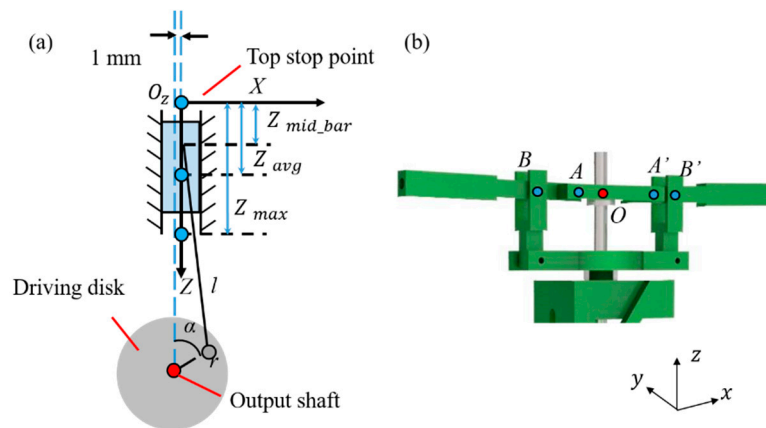 (a)
1 mm
Top stop point
O_Z
X
Z_mid_bar
Z_avg
Z_max
Z
l
Driving disk
α
r
Output shaft
(b)
B
A
A'
B'
O
z
y
x